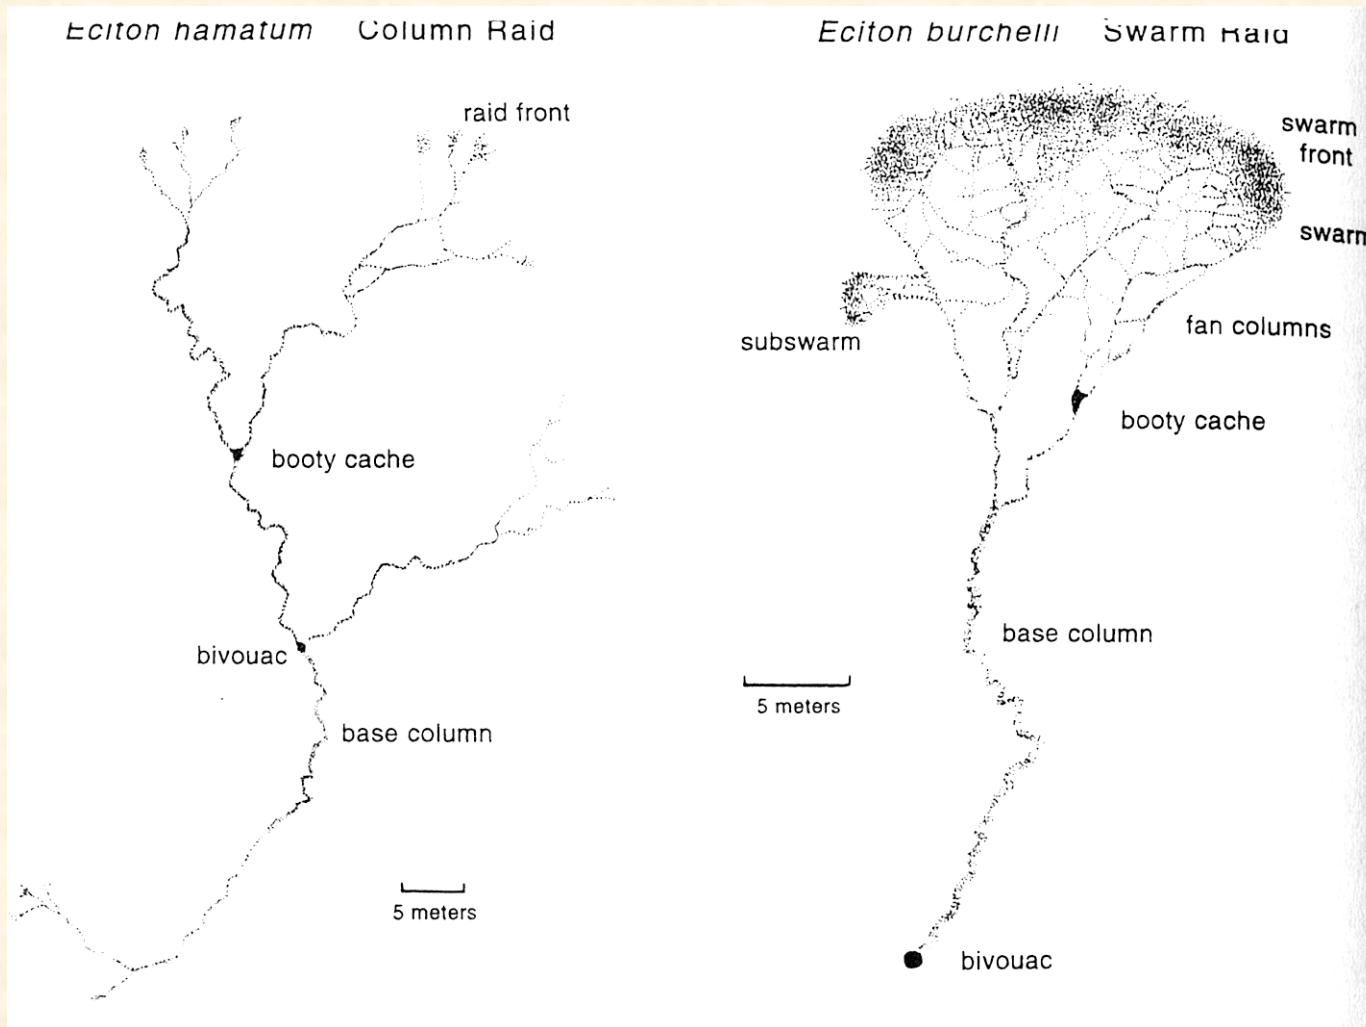 Eciton hamatum Column Raid
raid front
booty cache
bivouac
base column
5 meters
Eciton burchelli Swarm Raid
swarm
front
swarm
subswarm
fan columns
booty cache
base column
5 meters
bivouac